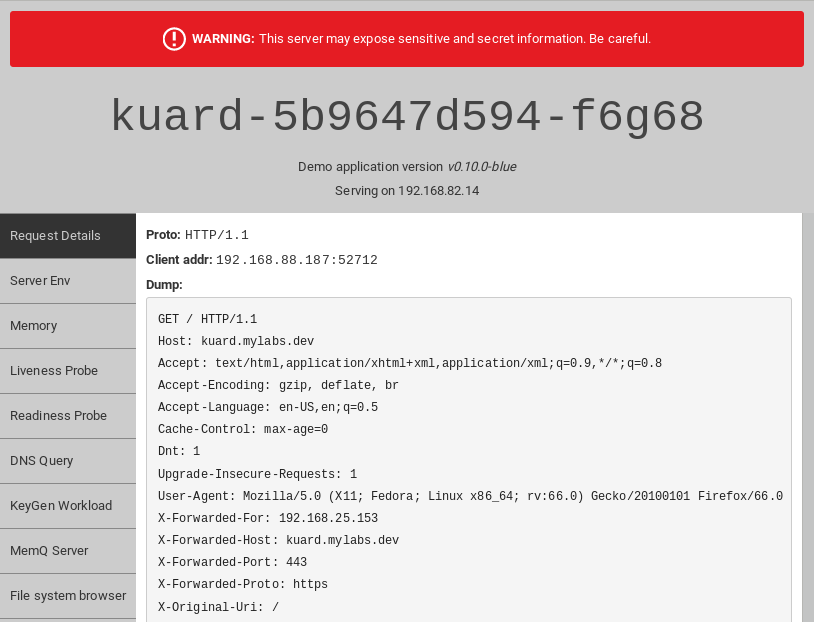 WARNING: This server may expose sensitive and secret information. Be careful.
kuard-5b9647d594-f6g68
Demo application version v0.10.0-blue
Serving on 192.168.82.14
Request Details
Server Env
Memory
Liveness Probe
Readiness Probe
DNS Query
KeyGen Workload
MemQ Server
File system browser
Proto: HTTP/1.1
Client addr: 192.168.88.187:52712
Dump:
GET / HTTP/1.1
Host: kuard.mylabs.dev
Accept: text/html,application/xhtml+xml,application/xml;q=0.9,*/*;q=0.8
Accept-Encoding: gzip, deflate, br
Accept-Language: en-US,en;q=0.5
Cache-Control: max-age=0
Dnt: 1
Upgrade-Insecure-Requests: 1
User-Agent: Mozilla/5.0 (X11; Fedora; Linux x86_64; rv:66.0) Gecko/20100101 Firefox/66.0
X-Forwarded-For: 192.168.25.153
X-Forwarded-Host: kuard.mylabs.dev
X-Forwarded-Port: 443
X-Forwarded-Proto: https
X-Original-Uri: /